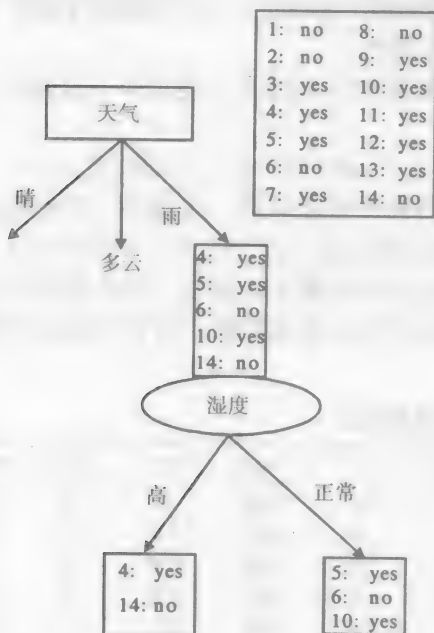 1: no 8: no
2: no 9: yes
3: yes 10: yes
4: yes 11: yes
5: yes 12: yes
6: no 13: yes
7: yes 14: no
天气
晴
雨
多云
4: yes
5: yes
6: no
10: yes
14: no
湿度
高
正常
4: yes
14: no
5: yes
6: no
10: yes